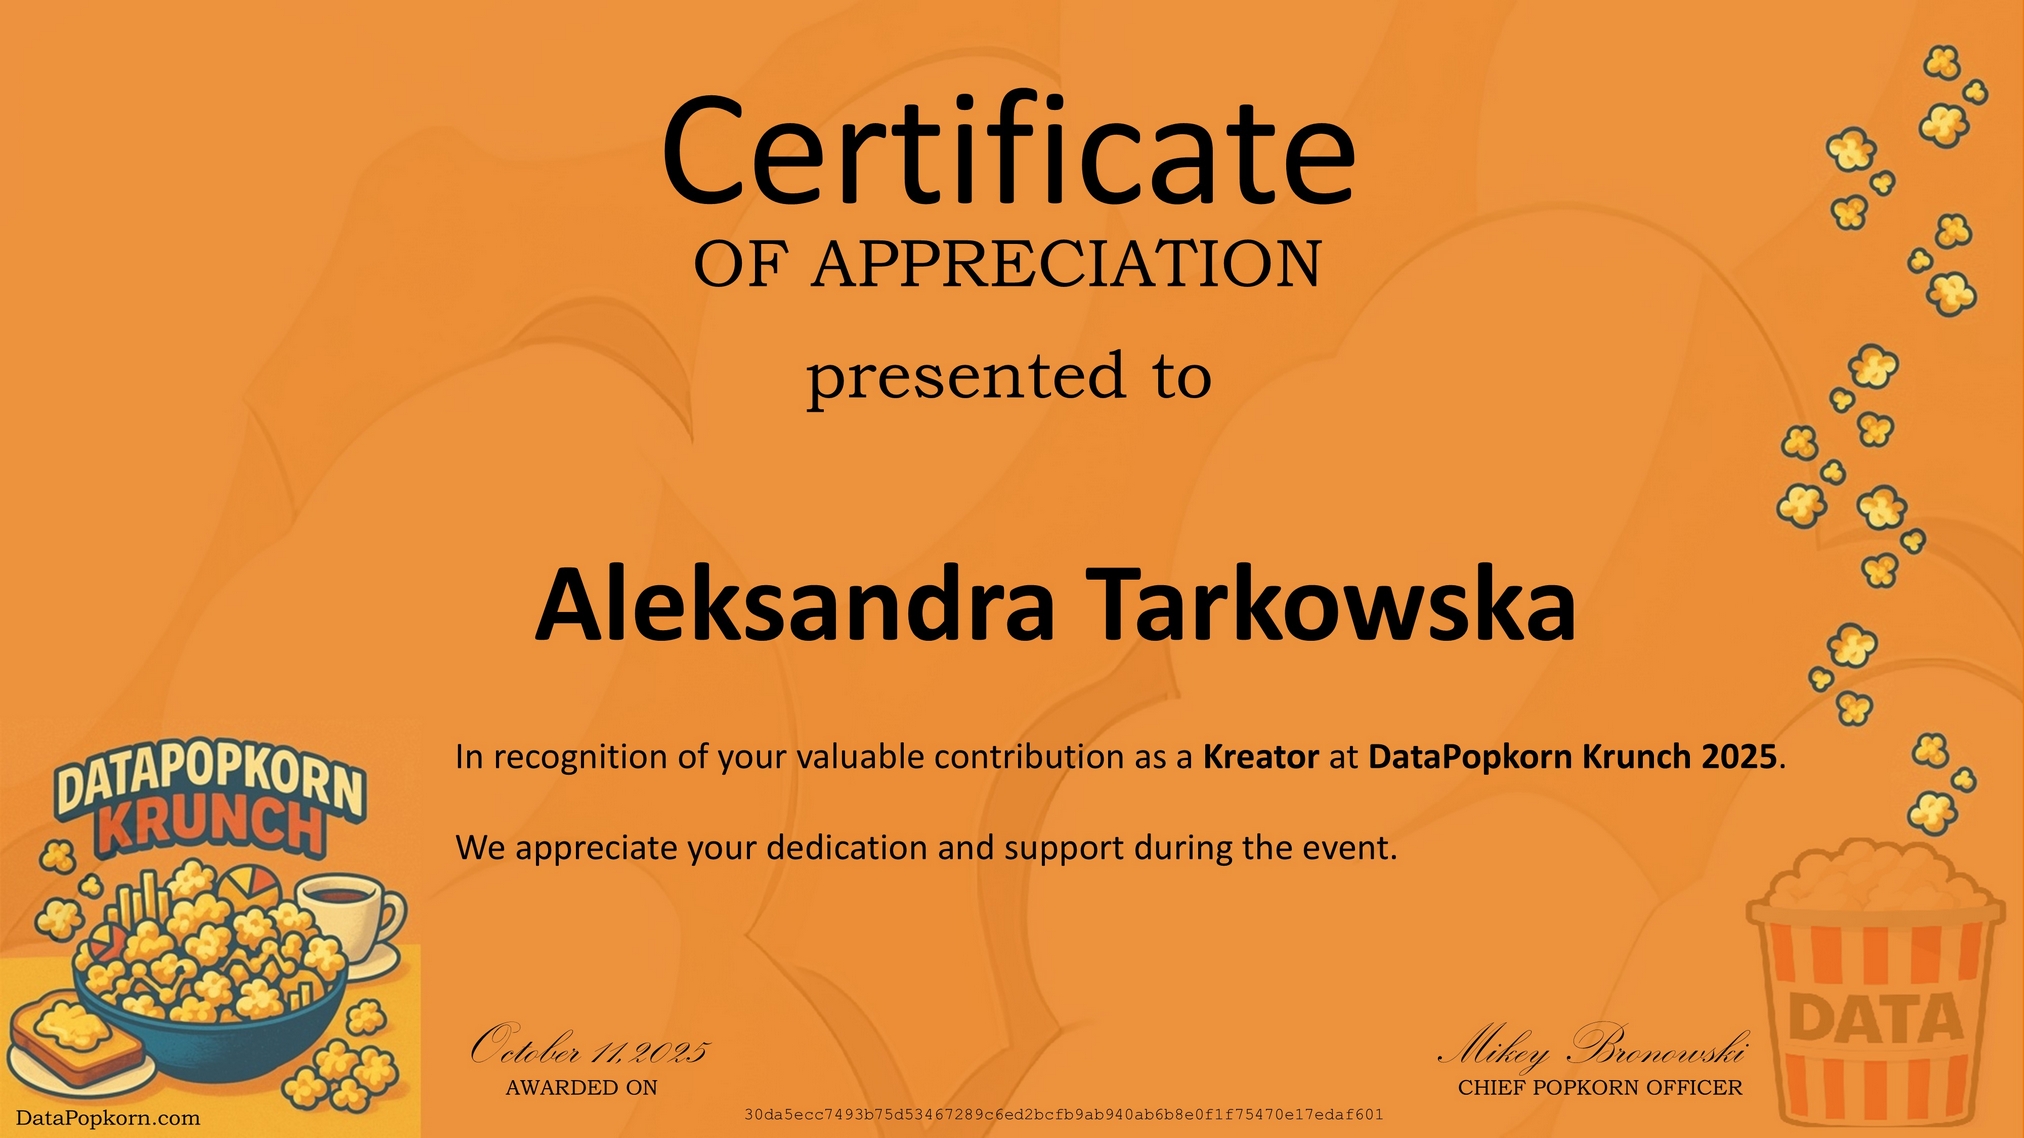 Certificate
OF APPRECIATION
presented to
Aleksandra Tarkowska
In recognition of your valuable contribution as a Kreator at DataPopkorn Krunch 2025.
We appreciate your dedication and support during the event.
DATAPOPKORN
KRUNCH
DATA
October 11, 2025
AWARDED ON
Mikey Bronowski
CHIEF POPKORN OFFICER
DataPopkorn.com
30da5ecc7493b75d53467289c6ed2bcfb9ab940ab6b8e0f1f75470e17edaf601